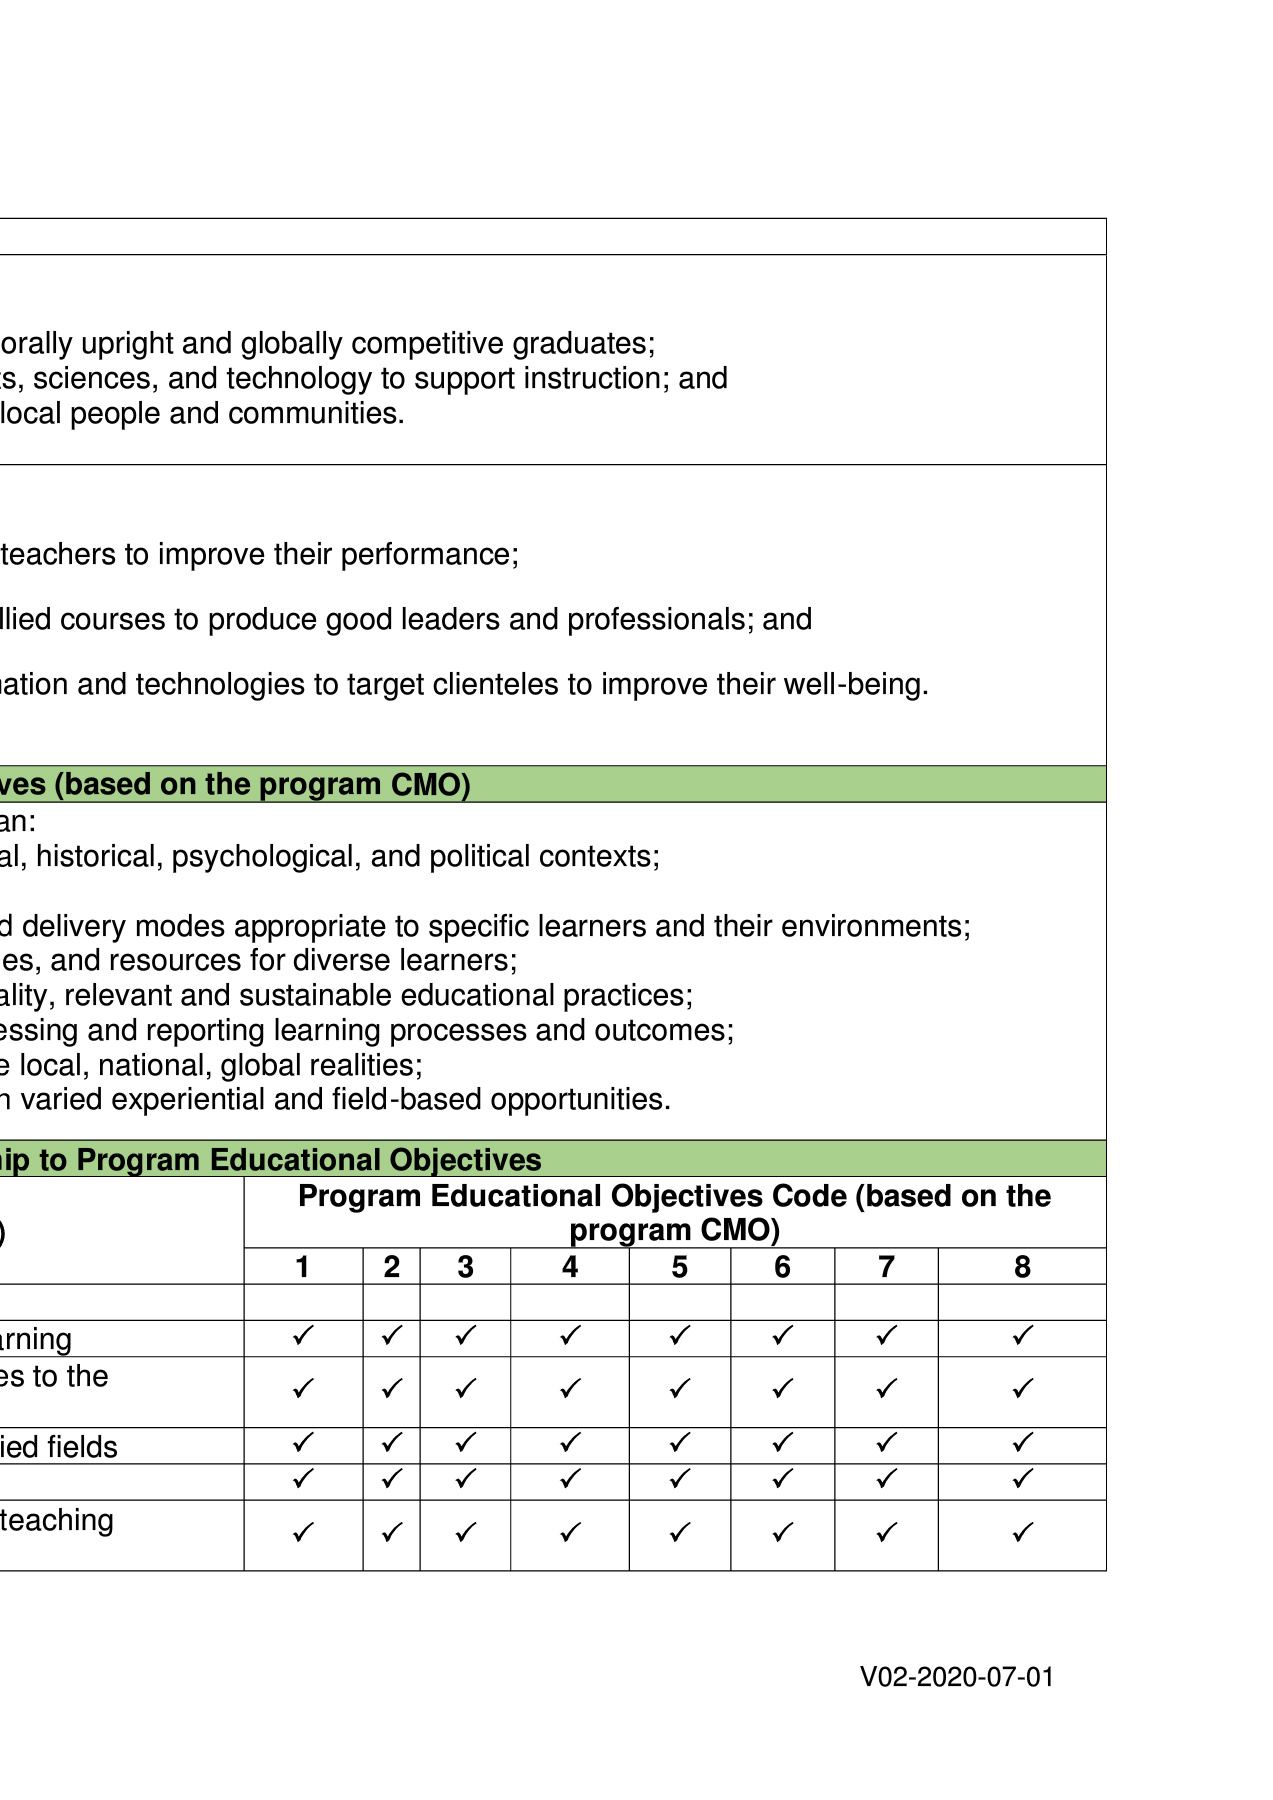 orally upright and globally competitive graduates;
s, sciences, and technology to support instruction; and
local people and communities.
teachers to improve their performance;
llied courses to produce good leaders and professionals; and
ation and technologies to target clienteles to improve their well-being.
ves (based on the program CMO)
an:
al, historical, psychological, and political contexts;
d delivery modes appropriate to specific learners and their environments;
es, and resources for diverse learners;
ality, relevant and sustainable educational practices;
essing and reporting learning processes and outcomes;
e local, national, global realities;
n varied experiential and field-based opportunities.
ip to Program Educational Objectives
Program Educational Objectives Code (based on the
program CMO)
)
1 2 3 4 5 6 7 8
arning ✓ ✓ ✓ ✓ ✓ ✓ ✓ ✓
es to the
✓ ✓ ✓ ✓ ✓ ✓ ✓ ✓
ied fields ✓ ✓ ✓ ✓ ✓ ✓ ✓ ✓
✓ ✓ ✓ ✓ ✓ ✓ ✓ ✓
teaching
✓ ✓ ✓ ✓ ✓ ✓ ✓ ✓
V02-2020-07-01